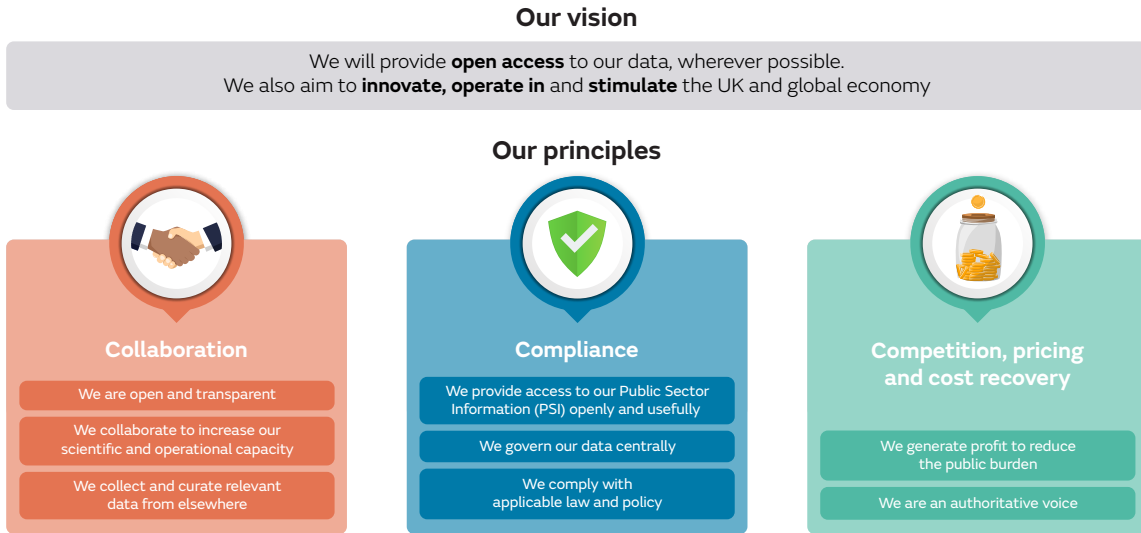 Our vision
We will provide open access to our data, wherever possible.
We also aim to innovate, operate in and stimulate the UK and global economy
Our principles
Collaboration
We are open and transparent
We collaborate to increase our
scientific and operational capacity
We collect and curate relevant
data from elsewhere
Compliance
We provide access to our Public Sector
Information (PSI) openly and usefully
We govern our data centrally
We comply with
applicable law and policy
Competition, pricing
and cost recovery
We generate profit to reduce
the public burden
We are an authoritative voice